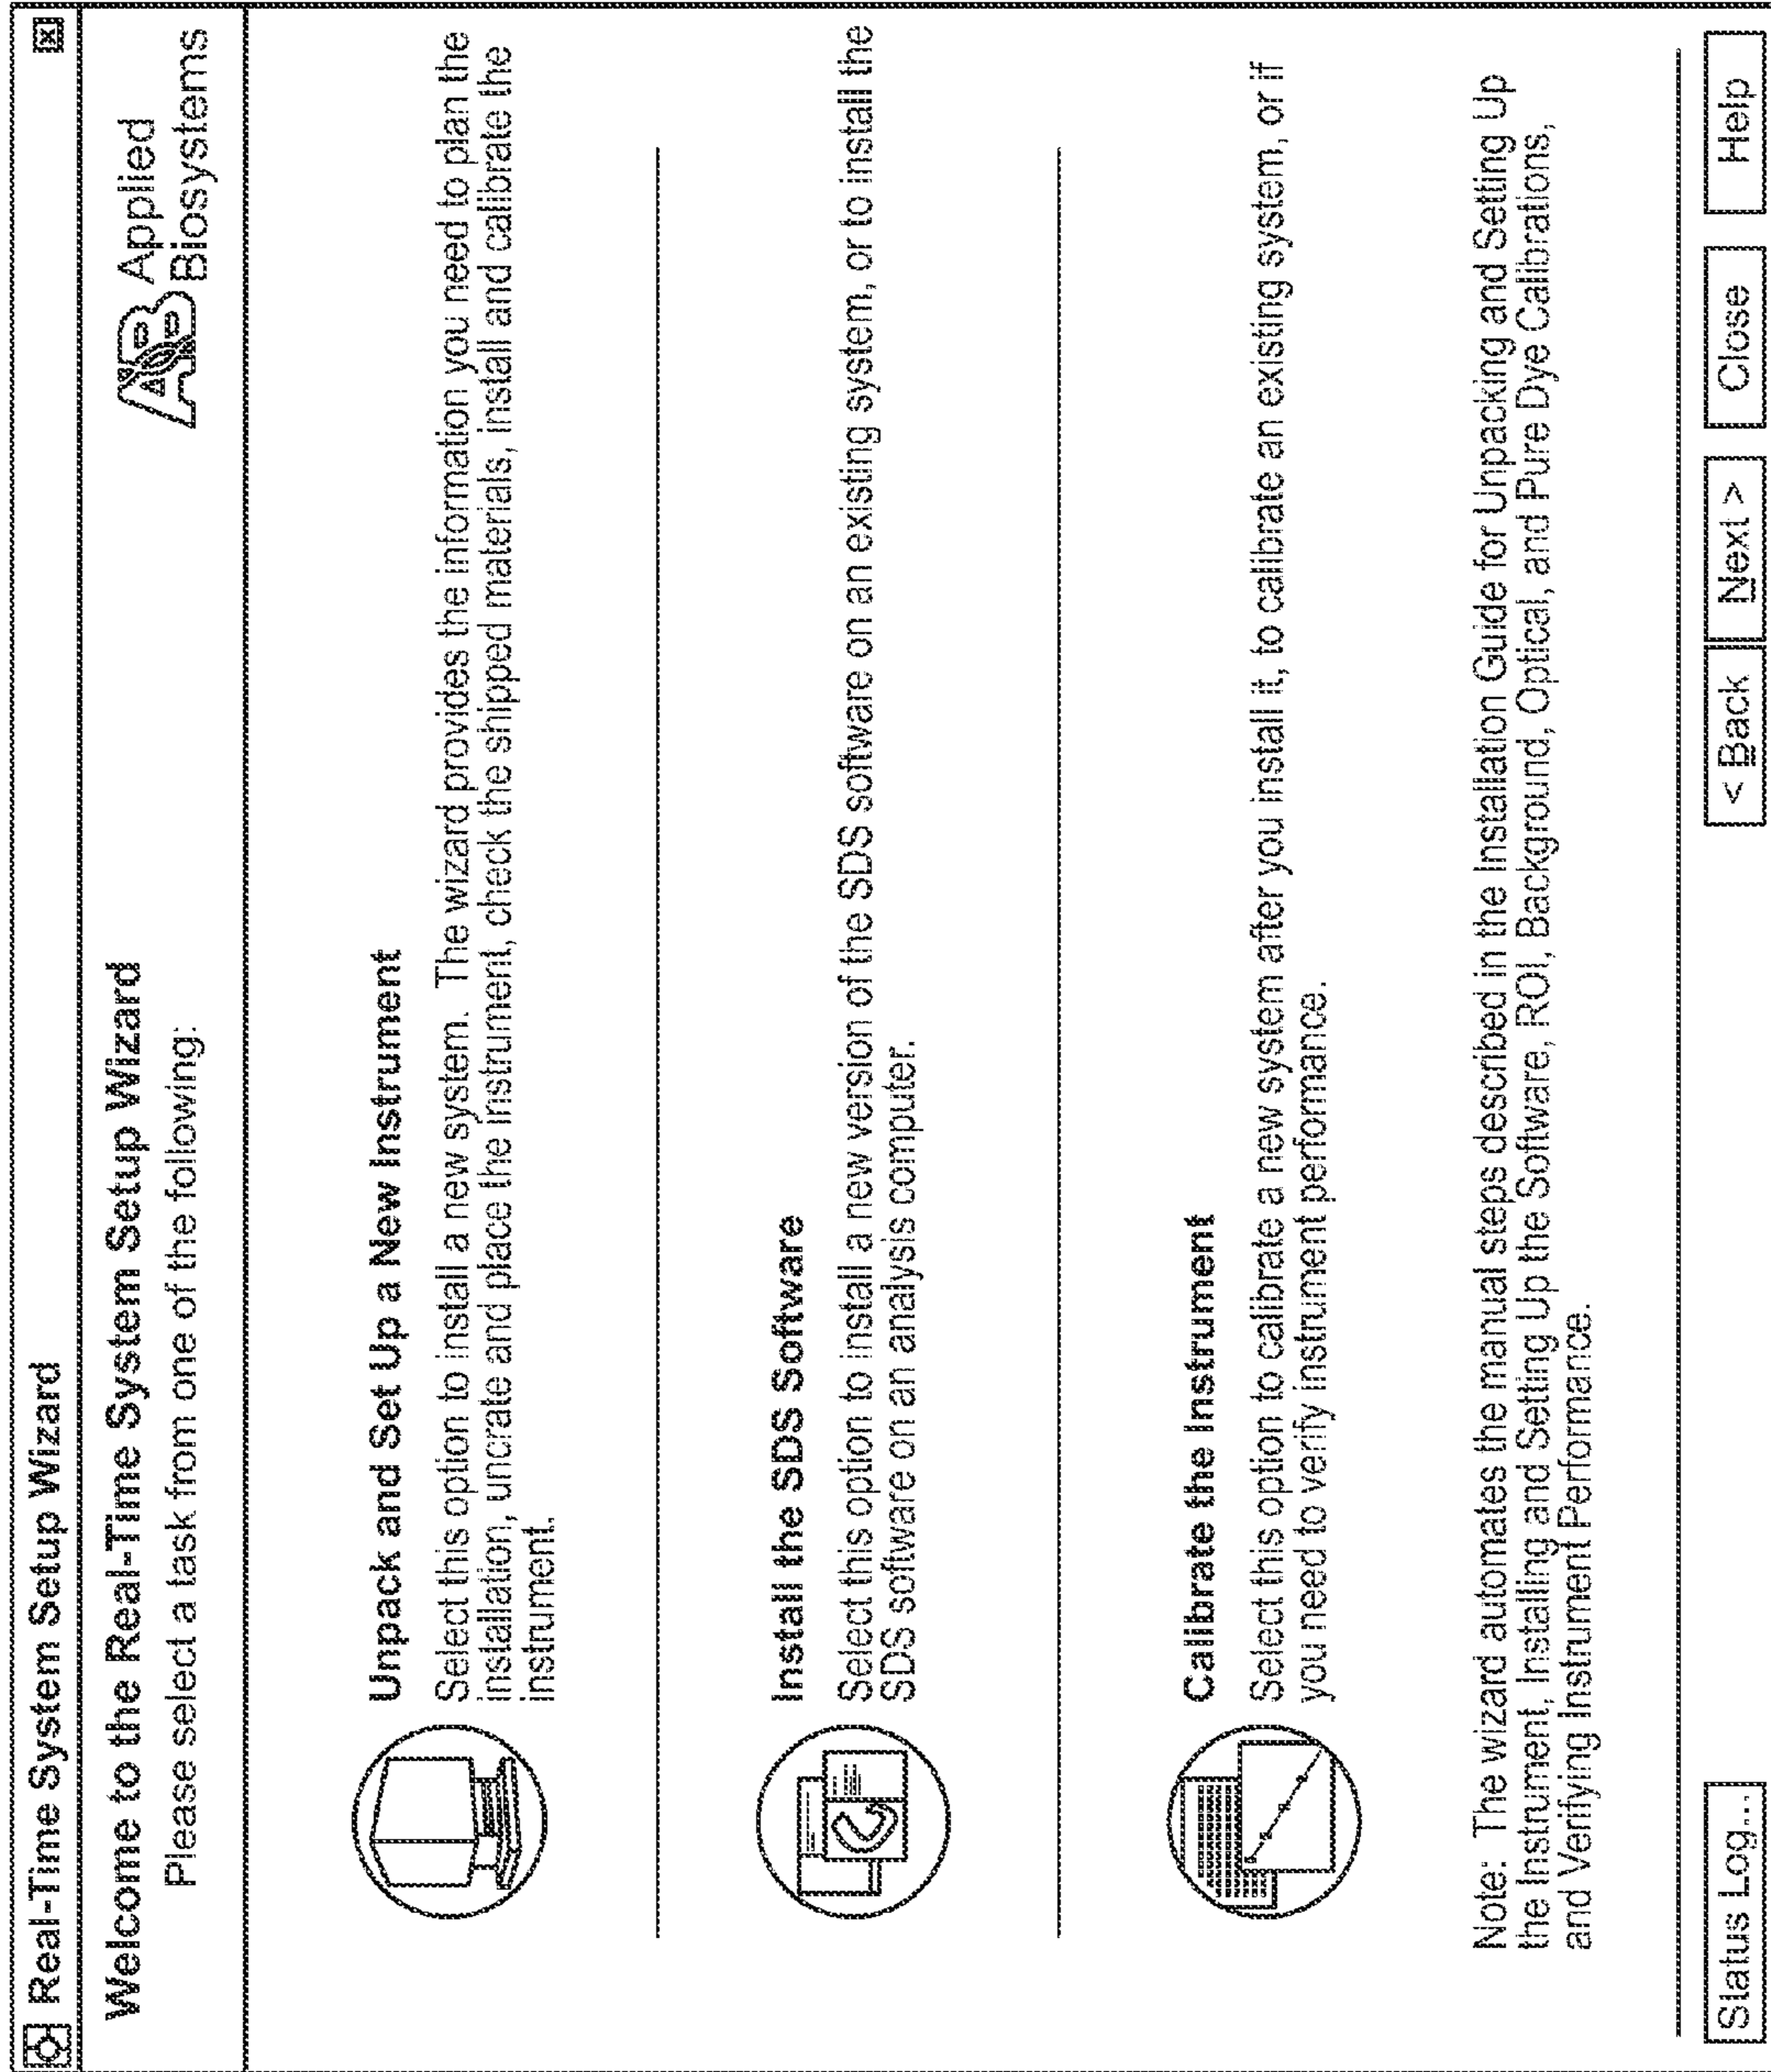 Real-Time System Setup Wizard
x
Welcome to the Real-Time System Setup Wizard
Please select a task from one of the following:
AB Applied
Biosystems
Unpack and Set Up a New Instrument
Select this option to install a new system. The wizard provides the information you need to plan the
installation, uncrate and place the instrument, check the shipped materials, install and calibrate the
instrument.
Install the SDS Software
Select this option to install a new version of the SDS software on an existing system, or to install the
SDS software on an analysis computer.
Calibrate the Instrument
Select this option to calibrate a new system after you install it, to calibrate an existing system, or if
you need to verify instrument performance.
Note: The wizard automates the manual steps described in the Installation Guide for Unpacking and Setting Up
the Instrument, Installing and Setting Up the Software, ROI, Background, Optical, and Pure Dye Calibrations,
and Verifying Instrument Performance.
Status Log...
< Back
Next >
Close
Help